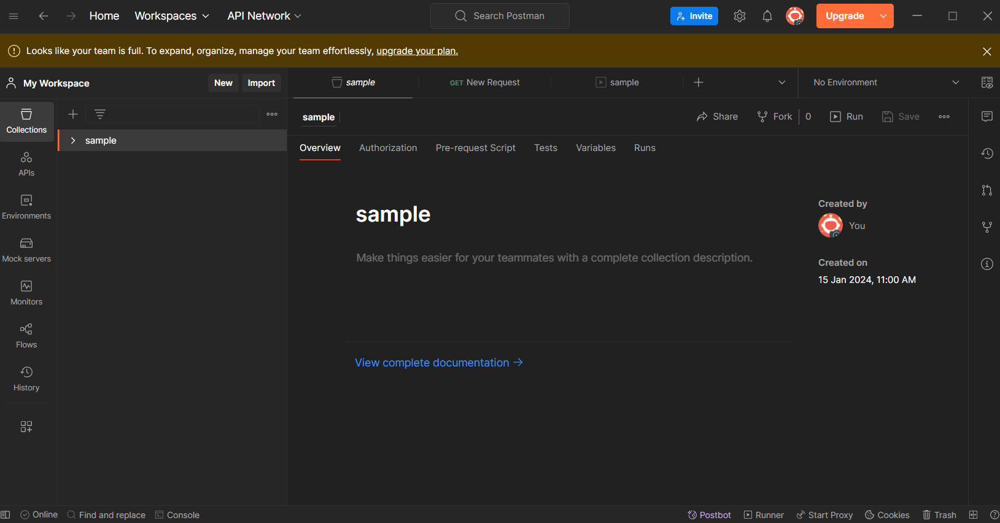 Home Workspaces API Network Search Postman Invite Upgrade
Looks like your team is full. To expand, organize, manage your team effortlessly, upgrade your plan.
My Workspace New Import
sample GET New Request sample No Environment
Collections
APIs
Environments
Mock servers
Monitors
Flows
History
sample
sample Share Fork 0 Run Save
Overview Authorization Pre-request Script Tests Variables Runs
sample
Make things easier for your teammates with a complete collection description.
View complete documentation →
Created by
You
Created on
15 Jan 2024, 11:00 AM
Online Find and replace Console Postbot Runner Start Proxy Cookies Trash